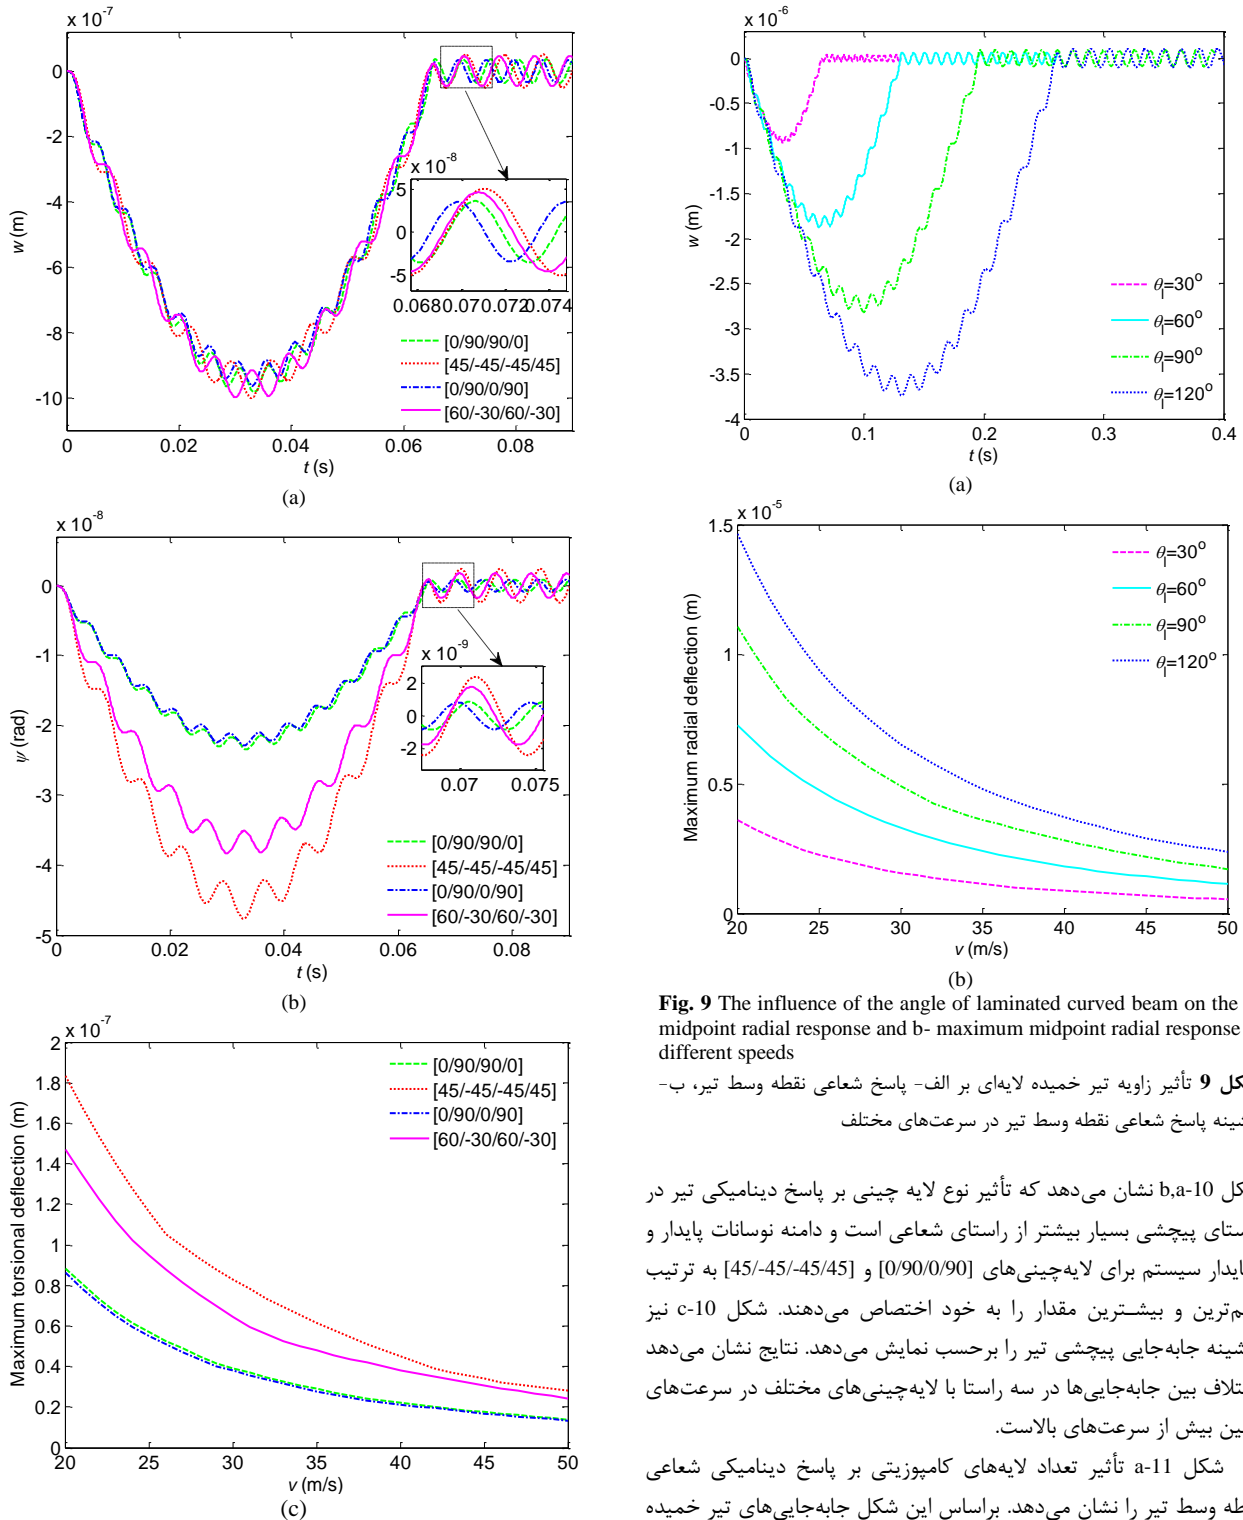 x 10^-7
0
-2
-4
-6
-8
-10
w (m)
x 10^-8
5
0
-5
0.068 0.070 0.072 0.074
[0/90/90/0]
[45/-45/-45/45]
[0/90/0/90]
[60/-30/60/-30]
0 0.02 0.04 0.06 0.08
t (s)
(a)
x 10^-8
0
-1
-2
-3
-4
-5
ψ (rad)
x 10^-9
2
0
-2
0.07 0.075
[0/90/90/0]
[45/-45/-45/45]
[0/90/0/90]
[60/-30/60/-30]
0 0.02 0.04 0.06 0.08
t (s)
(b)
x 10^-7
2
1.8
1.6
1.4
1.2
1
0.8
0.6
0.4
0.2
0
Maximum torsional deflection (m)
[0/90/90/0]
[45/-45/-45/45]
[0/90/0/90]
[60/-30/60/-30]
20 25 30 35 40 45 50
v (m/s)
(c)
x 10^-6
0
-0.5
-1
-1.5
-2
-2.5
-3
-3.5
-4
w (m)
θl=30°
θl=60°
θl=90°
θl=120°
0 0.1 0.2 0.3 0.4
t (s)
(a)
x 10^-5
1.5
1
0.5
0
Maximum radial deflection (m)
θl=30°
θl=60°
θl=90°
θl=120°
20 25 30 35 40 45 50
v (m/s)
(b)
Fig. 9 The influence of the angle of laminated curved beam on the
midpoint radial response and b- maximum midpoint radial response
different speeds
کل 9 تأثیر زاویه تیر خمیده لایه‌ای بر الف- پاسخ شعاعی نقطه وسط تیر، ب-
شینه پاسخ شعاعی نقطه وسط تیر در سرعت‌های مختلف
کل 10-b,a نشان می‌دهد که تأثیر نوع لایه چینی بر پاسخ دینامیکی تیر در
ستای پیچشی بسیار بیشتر از راستای شعاعی است و دامنه نوسانات پایدار و
پایدار سیستم برای لایه‌چینی‌های [0/90/0/90] و [45/-45/-45/45] به ترتیب
م‌ترین و بیشترین مقدار را به خود اختصاص می‌دهند. شکل 10-c نیز
شینه جابه‌جایی پیچشی تیر را برحسب نمایش می‌دهد. نتایج نشان می‌دهد
ختلاف بین جابه‌جایی‌ها در سه راستا با لایه‌چینی‌های مختلف در سرعت‌های
یین بیش از سرعت‌های بالاست.
شکل 11-a تأثیر تعداد لایه‌های کامپوزیتی بر پاسخ دینامیکی شعاعی
طه وسط تیر را نشان می‌دهد. براساس این شکل جابه‌جایی‌های تیر خمیده